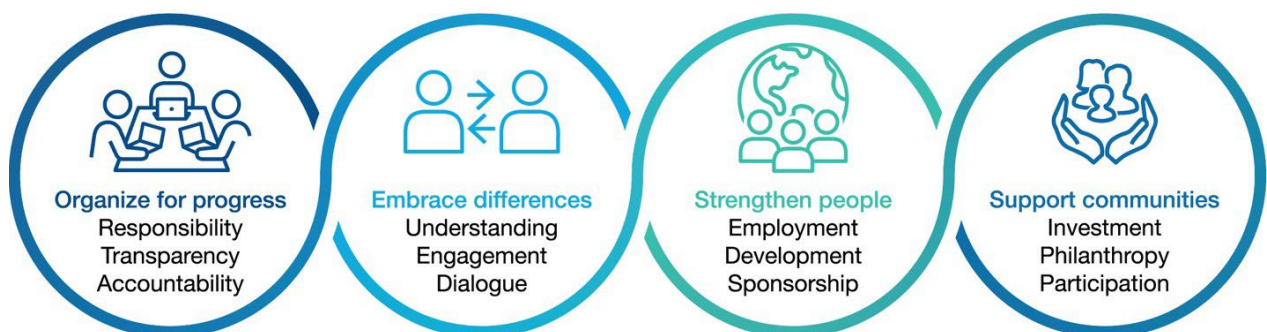 Organize for progress
Responsibility
Transparency
Accountability
Embrace differences
Understanding
Engagement
Dialogue
Strengthen people
Employment
Development
Sponsorship
Support communities
Investment
Philanthropy
Participation